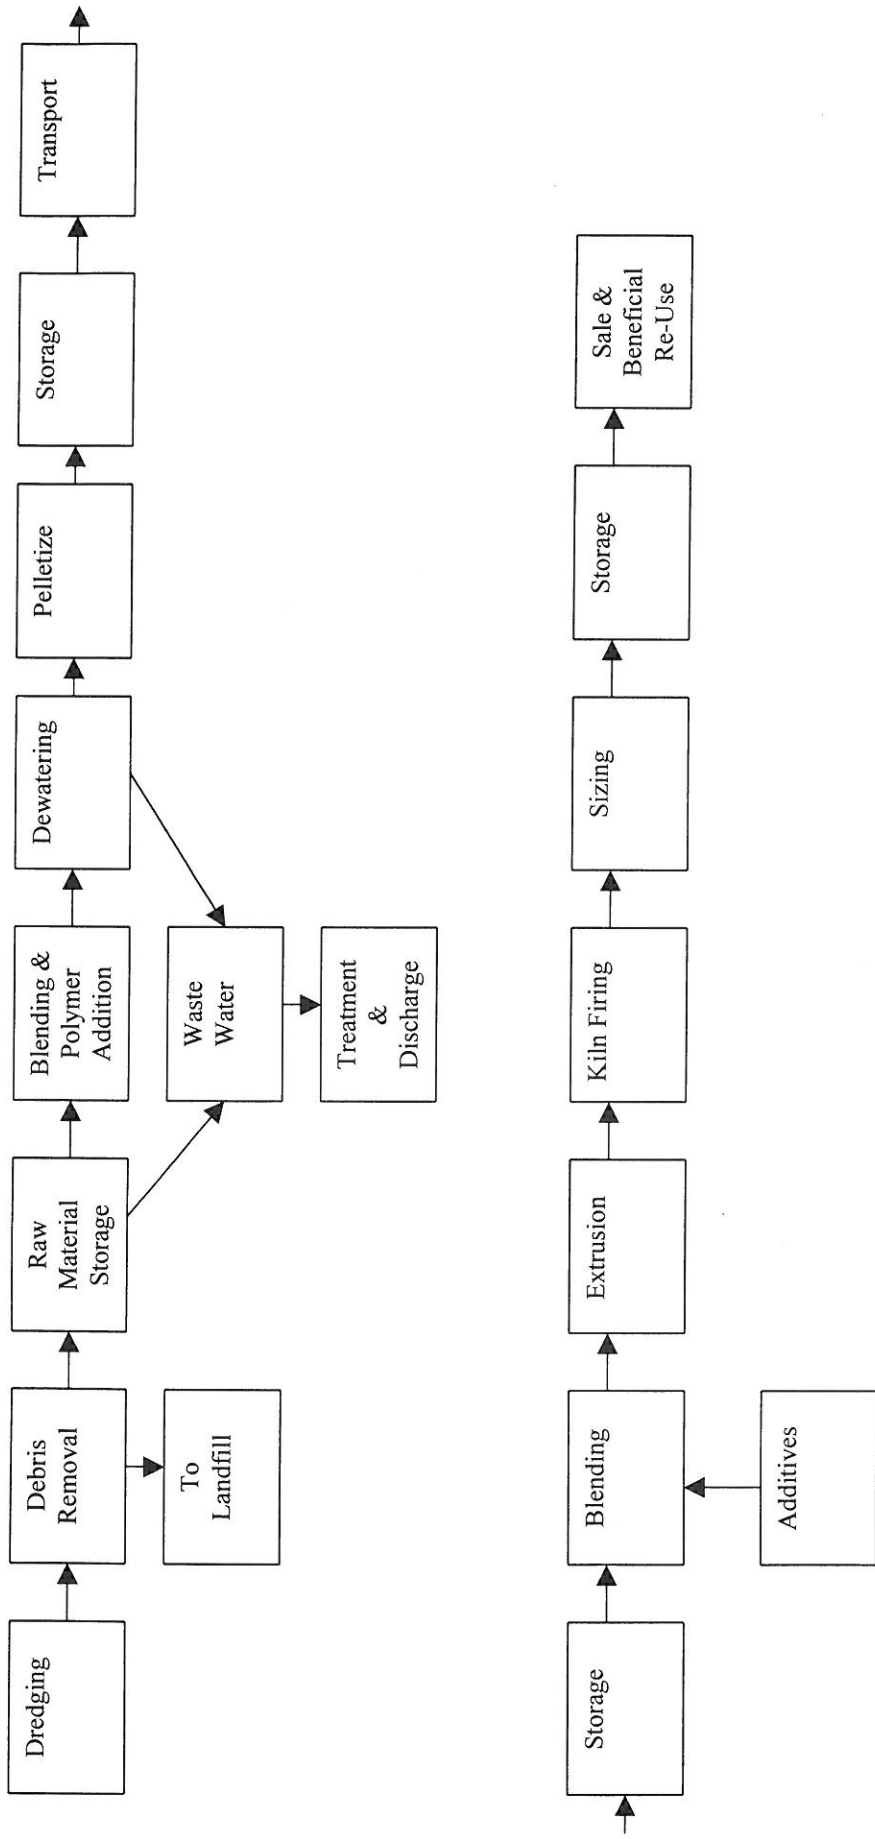 Dredging
Debris
Removal
Raw
Material
Storage
Blending &
Polymer
Addition
Dewatering
Pelletize
Storage
Transport
To
Landfill
Waste
Water
Treatment
&
Discharge
Storage
Blending
Extrusion
Kiln Firing
Sizing
Storage
Sale &
Beneficial
Re-Use
Additives